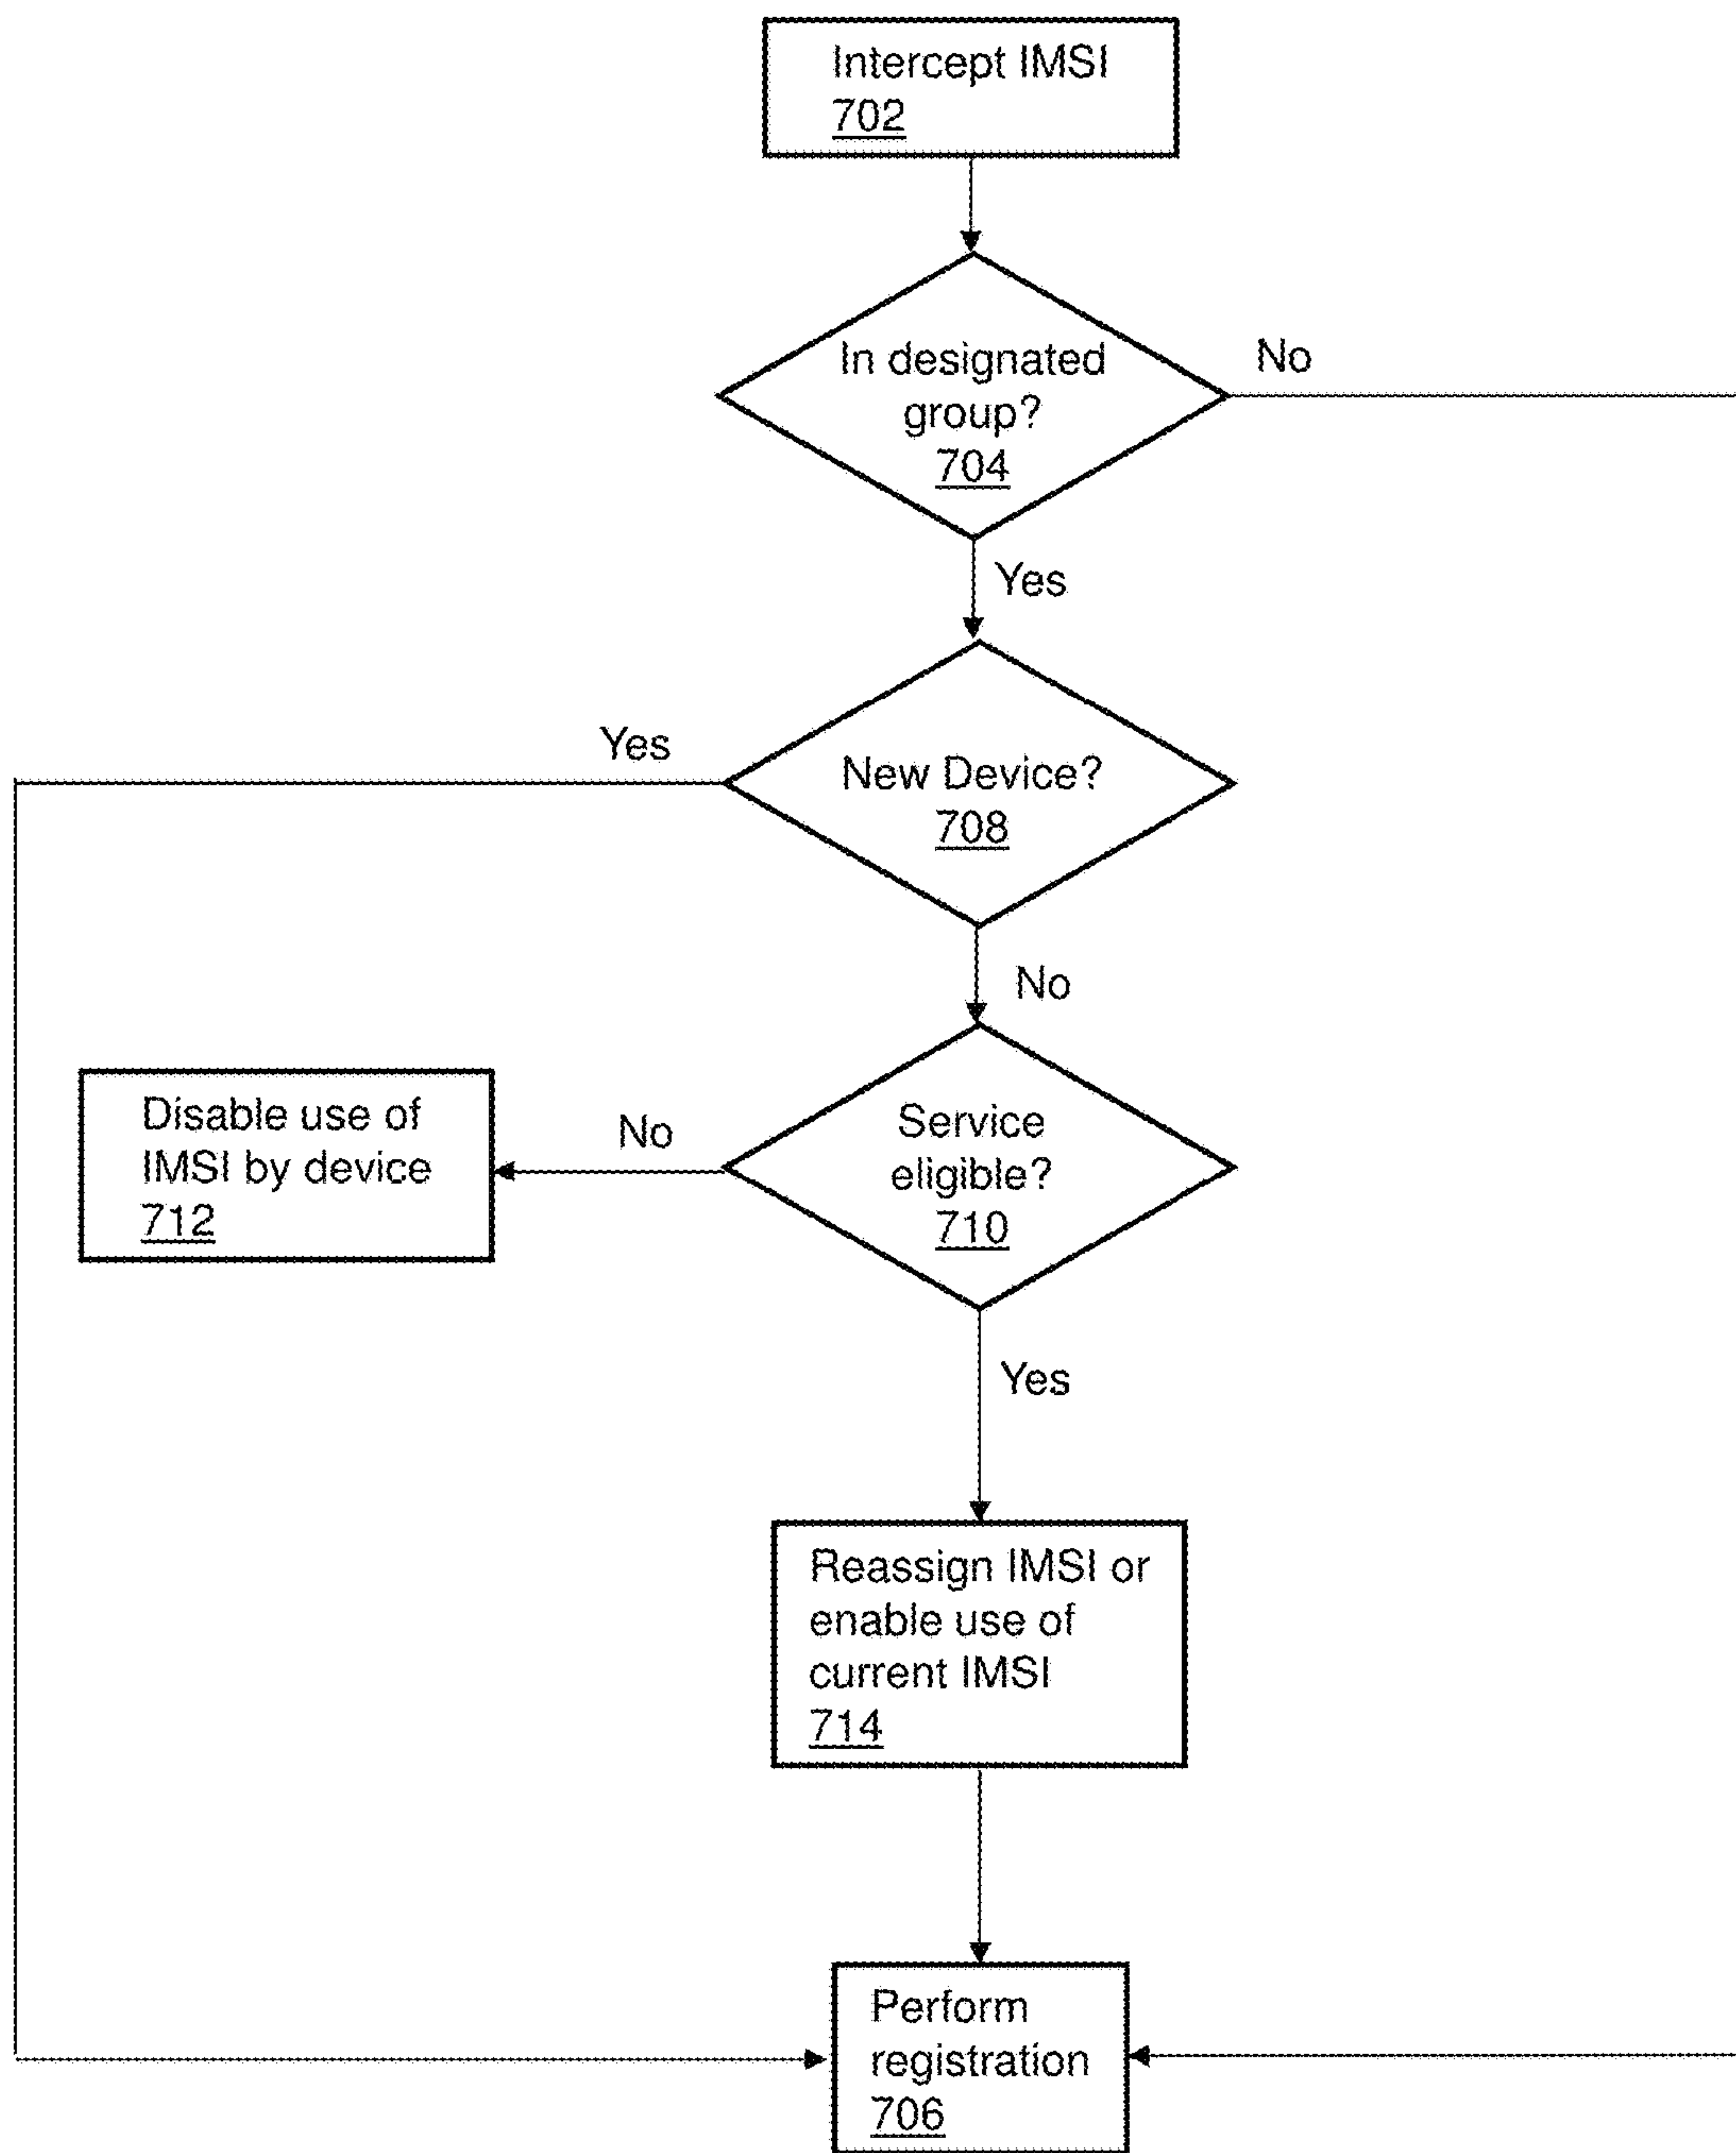 Intercept IMSI
702
In designated
group?
704
No
Yes
New Device?
708
Yes
No
Service
eligible?
710
No
Disable use of
IMSI by device
712
Yes
Reassign IMSI or
enable use of
current IMSI
714
Perform
registration
706